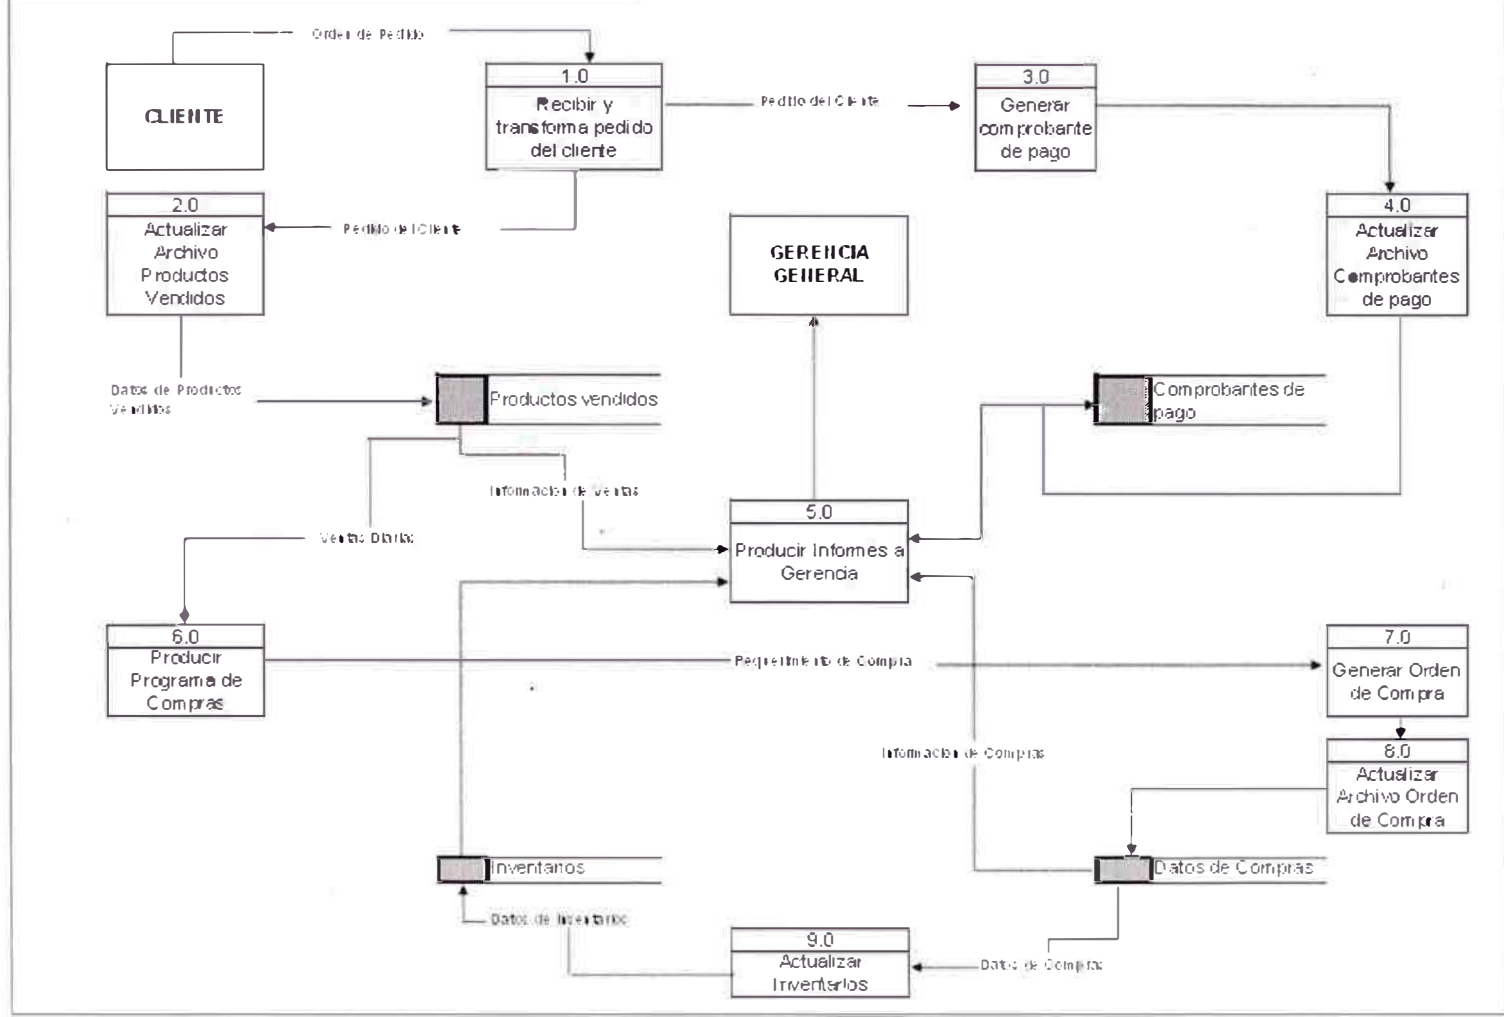 Orden de Pedido
CLIENTE
1.0
Recibir y
transforma pedido
del cliente
Pedido del Cliente
3.0
Generar
comprobante
de pago
2.0
Actualizar
Archivo
Productos
Vendidos
Pedido del Cliente
GERENCIA
GENERAL
4.0
Actualizar
Archivo
Comprobantes
de pago
Datos de Productos
Vendidos
Productos vendidos
Comprobantes de
pago
Informacion de Ventas
Ventas Diarias
5.0
Producir Informes a
Gerencia
6.0
Producir
Programa de
Compras
Requerimiento de Compra
7.0
Generar Orden
de Compra
Informacion de Compras
8.0
Actualizar
Archivo Orden
de Compra
Inventarios
Datos de Compras
Datos de Inventarios
9.0
Actualizar
Inventarios
Datos de Compras